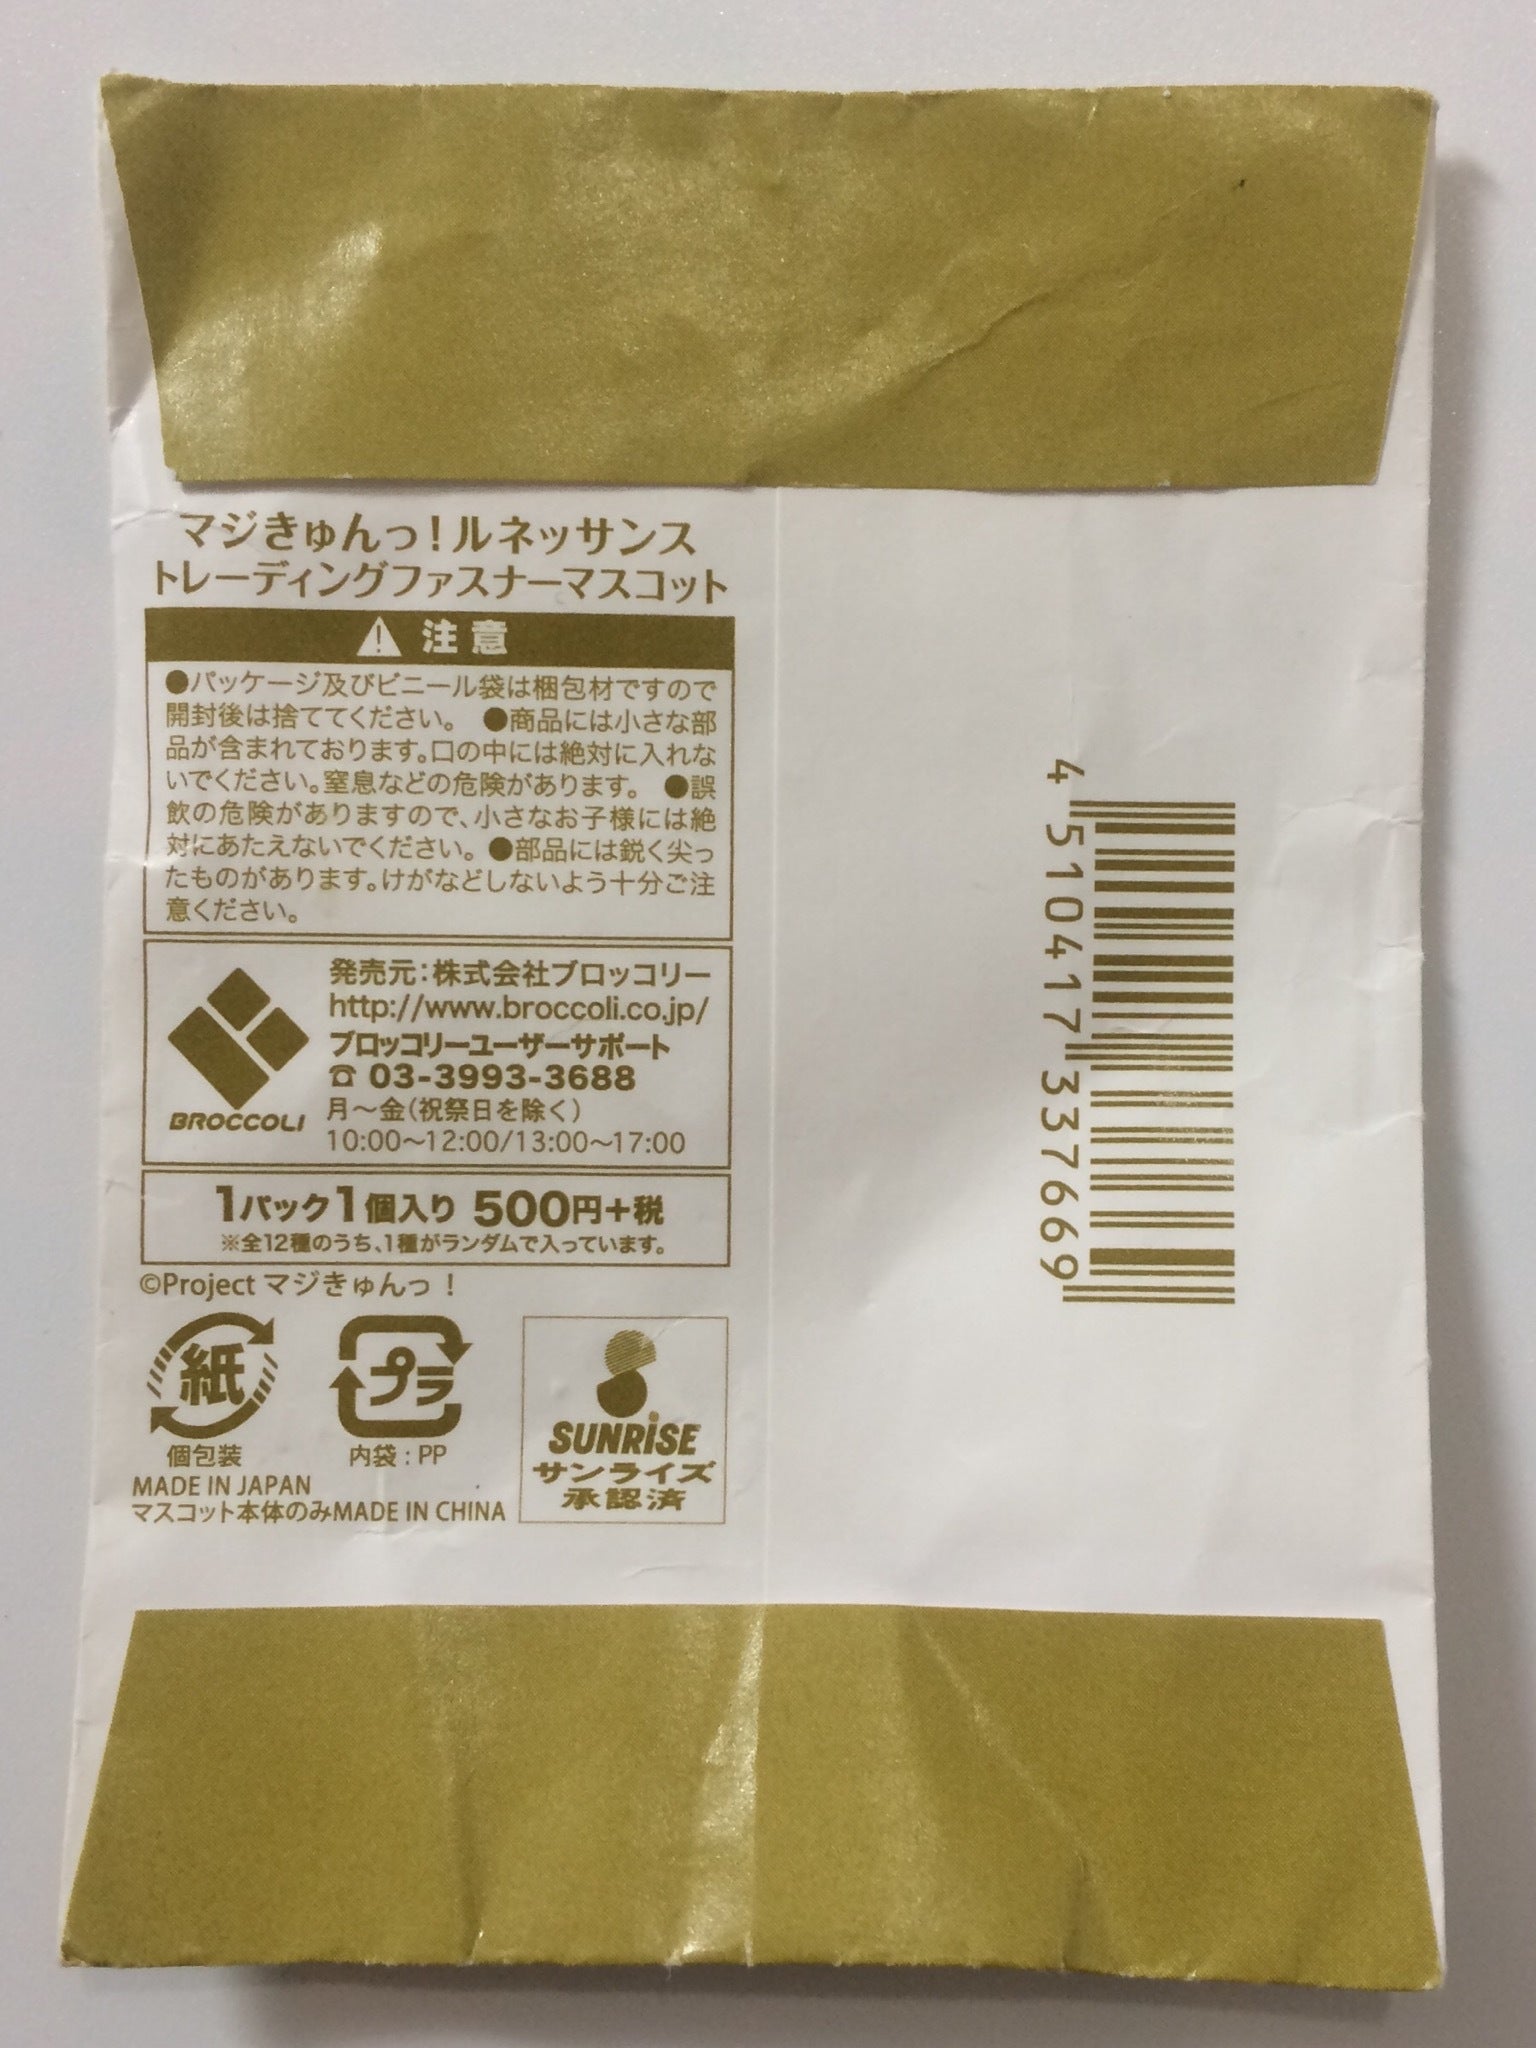 マジきゅんっ！ルネッサンス
トレーディングファスナーマスコット
注意
●パッケージ及びビニール袋は梱包材ですので
開封後は捨ててください。 ●商品には小さな部
品が含まれております。口の中には絶対に入れな
いでください。窒息などの危険があります。 ●誤
飲の危険がありますので、小さなお子様には絶
対にあたえないでください。 ●部品には鋭く尖っ
たものがあります。けがなどしないよう十分ご注
意ください。
BROCCOLI
発売元：株式会社ブロッコリー
http://www.broccoli.co.jp/
ブロッコリーユーザーサポート
☎ 03-3993-3688
月～金（祝祭日を除く）
10:00～12:00/13:00～17:00
1パック1個入り 500円＋税
※全12種のうち、1種がランダムで入っています。
©Project マジきゅんっ！
紙
個包装
プラ
内袋：PP
MADE IN JAPAN
マスコット本体のみMADE IN CHINA
SUNRiSE
サンライズ
承認済
4 510417 337669